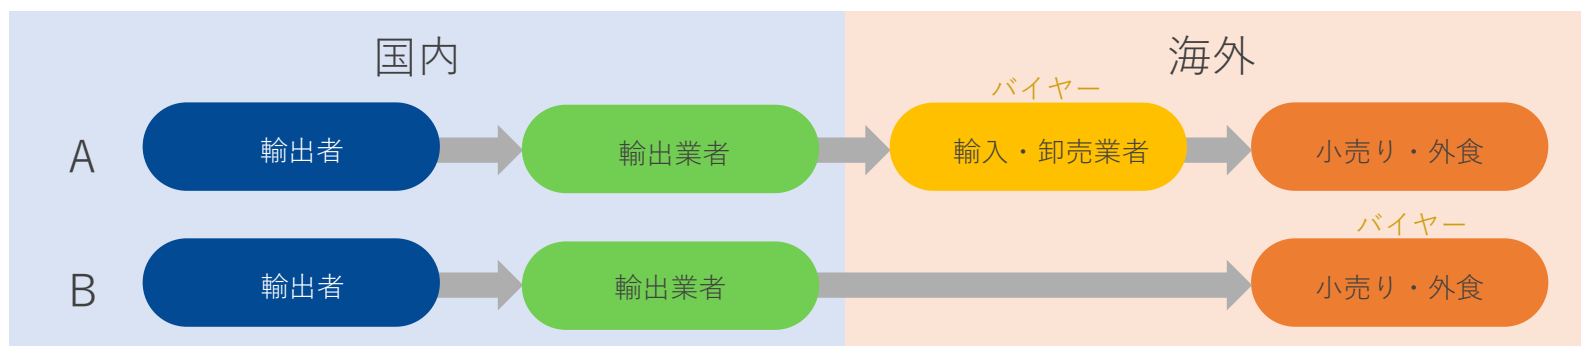 国内
海外
バイヤー
A
輸出者
輸出業者
輸入・卸売業者
小売り・外食
バイヤー
B
輸出者
輸出業者
小売り・外食